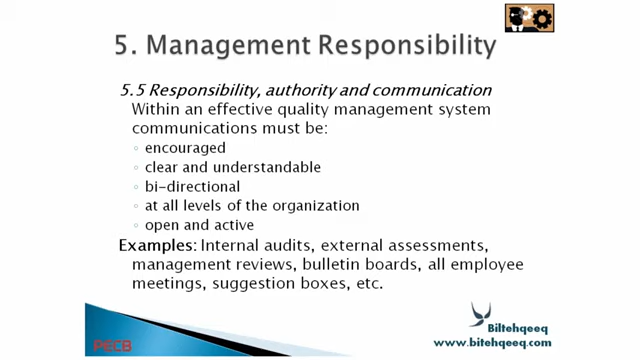 5. Management Responsibility
5.5 Responsibility, authority and communication
Within an effective quality management system
communications must be:
◦ encouraged
◦ clear and understandable
◦ bi-directional
◦ at all levels of the organization
◦ open and active
Examples: Internal audits, external assessments,
management reviews, bulletin boards, all employee
meetings, suggestion boxes, etc.
Biltehqeeq
PECB
www.bitehqeeq.com